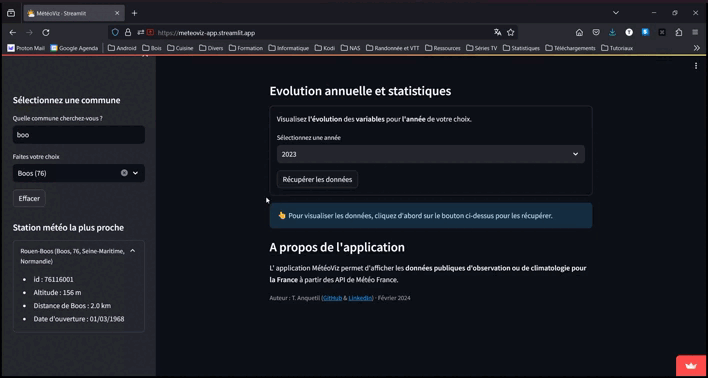 MétéoViz · Streamlit
https://meteoviz-app.streamlit.app
Proton Mail
Google Agenda
Android
Bois
Cuisine
Divers
Formation
Informatique
Kodi
NAS
Randonnée et VTT
Ressources
Séries TV
Statistiques
Téléchargements
Tutoriaux
Sélectionnez une commune
Quelle commune cherchez-vous ?
boo
Faites votre choix
Boos (76)
Effacer
Station météo la plus proche
Rouen-Boos (Boos, 76, Seine-Maritime,
Normandie)
• id : 76116001
• Altitude : 156 m
• Distance de Boos : 2.0 km
• Date d'ouverture : 01/03/1968
Evolution annuelle et statistiques
Visualisez l'évolution des variables pour l'année de votre choix.
Sélectionnez une année
2023
Récupérer les données
👆 Pour visualiser les données, cliquez d'abord sur le bouton ci-dessus pour les récupérer.
A propos de l'application
L' application MétéoViz permet d'afficher les données publiques d'observation ou de climatologie pour
la France à partir des API de Météo France.
Auteur : T. Anquetil (GitHub & LinkedIn) · Février 2024